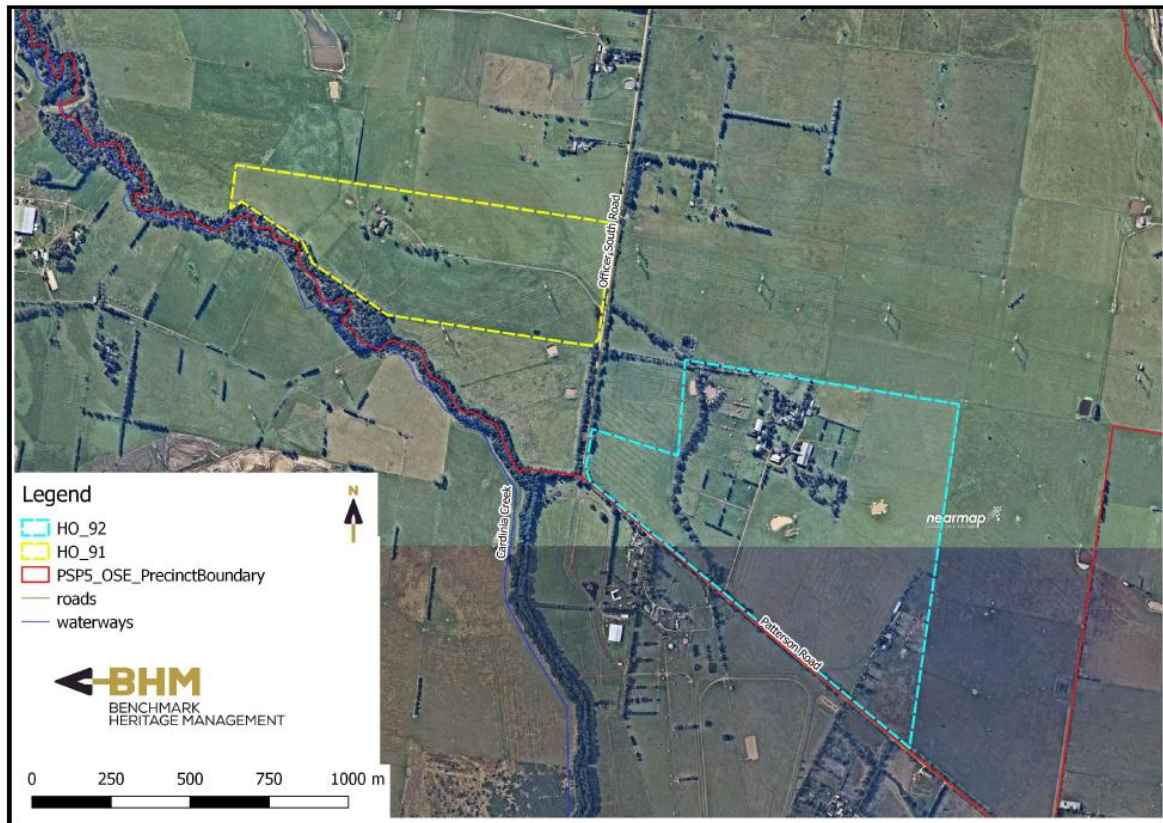 Officer South Road
Cardinia Creek
Patterson Road
nearmap
Legend
N
HO_92
HO_91
PSP5_OSE_PrecinctBoundary
roads
waterways
BHM
BENCHMARK
HERITAGE MANAGEMENT
0 250 500 750 1000 m